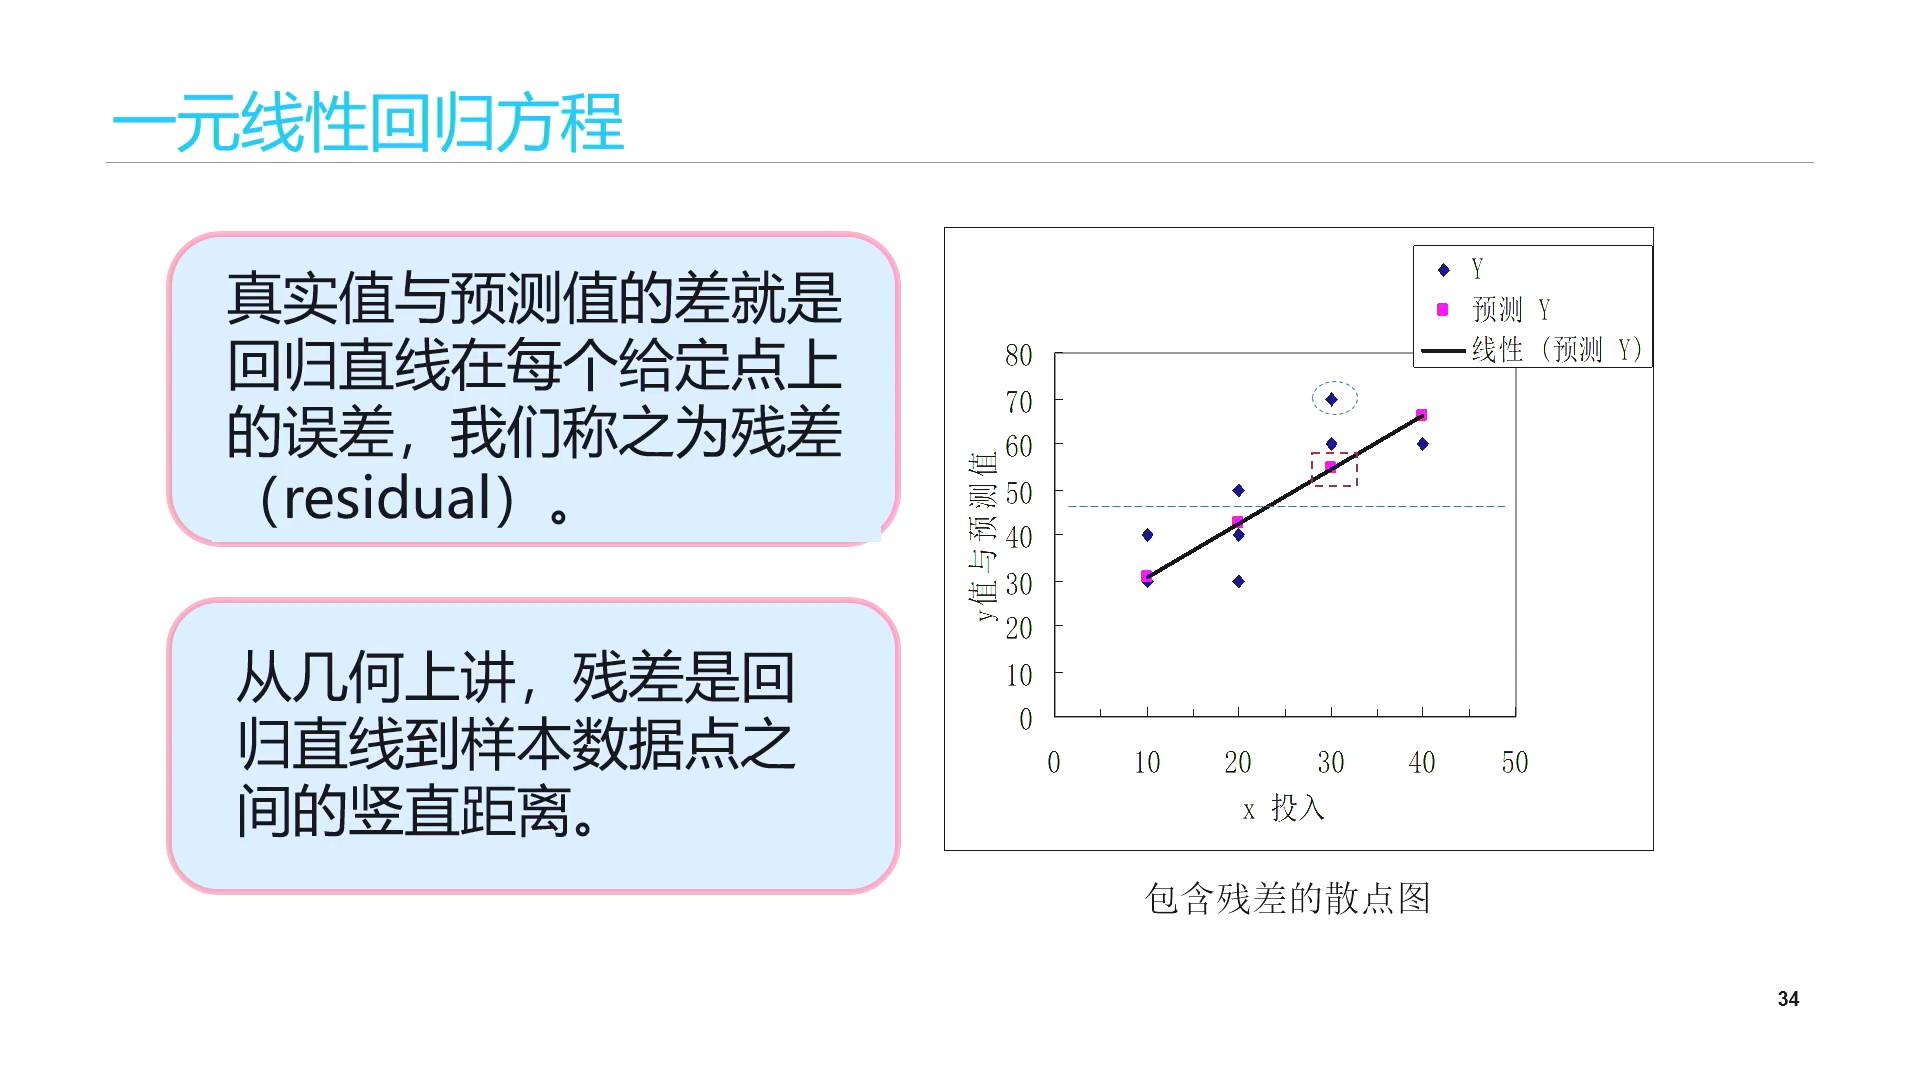 一元线性回归方程
真实值与预测值的差就是
回归直线在每个给定点上
的误差，我们称之为残差
（residual）。
从几何上讲，残差是回
归直线到样本数据点之
间的竖直距离。
Y
预测 Y
线性 (预测 Y)
80
70
60
50
40
30
20
10
0
y值与预测值
0 10 20 30 40 50
x 投入
包含残差的散点图
34